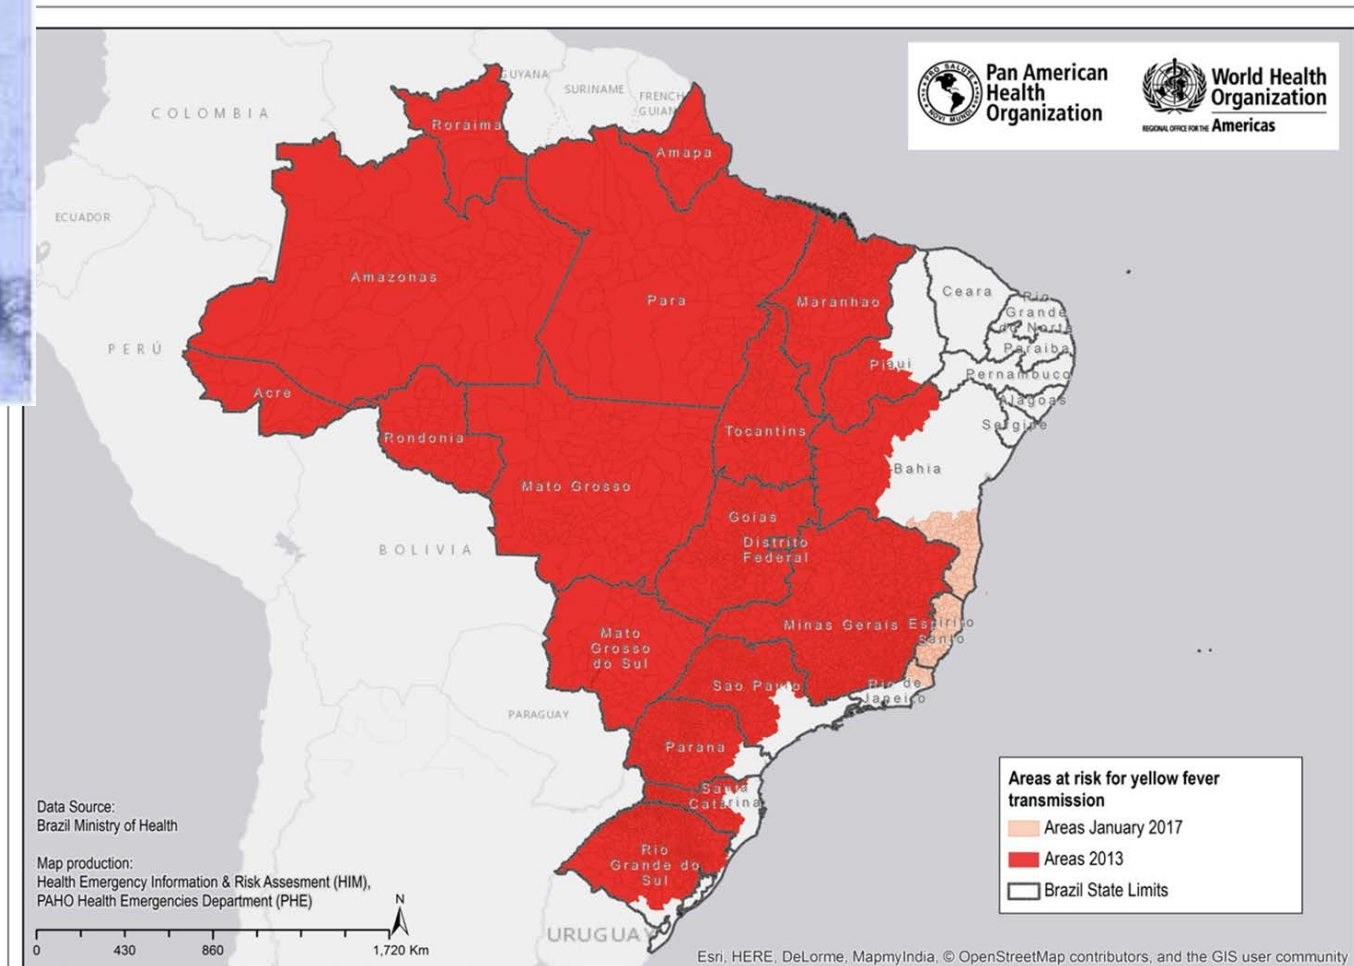 Pan American
Health
Organization
PRO SALUTE
NOVI MUNDI
World Health
Organization
REGIONAL OFFICE FOR THE Americas
COLOMBIA
GUYANA
SURINAME
FRENCH
GUIAN
Roraima
Amapa
ECUADOR
Amazonas
Para
Maranhao
Ceara
Rio
Grande
do Norte
PERÚ
Paraiba
Piaui
Pernambuco
Acre
Alagoas
Sergipe
Rondonia
Tocantins
Bahia
Mato Grosso
Goias
Distrito
Federal
BOLIVIA
Minas Gerais
Espirito
Santo
Mato
Grosso
do Sul
Sao Paulo
Rio de
Janeiro
PARAGUAY
Parana
Santa
Catarina
Rio
Grande do
Sul
URUGUAY
Areas at risk for yellow fever
transmission
Areas January 2017
Areas 2013
Brazil State Limits
Data Source:
Brazil Ministry of Health
Map production:
Health Emergency Information & Risk Assesment (HIM),
PAHO Health Emergencies Department (PHE)
N
0 430 860 1,720 Km
Esri, HERE, DeLorme, MapmyIndia, © OpenStreetMap contributors, and the GIS user community